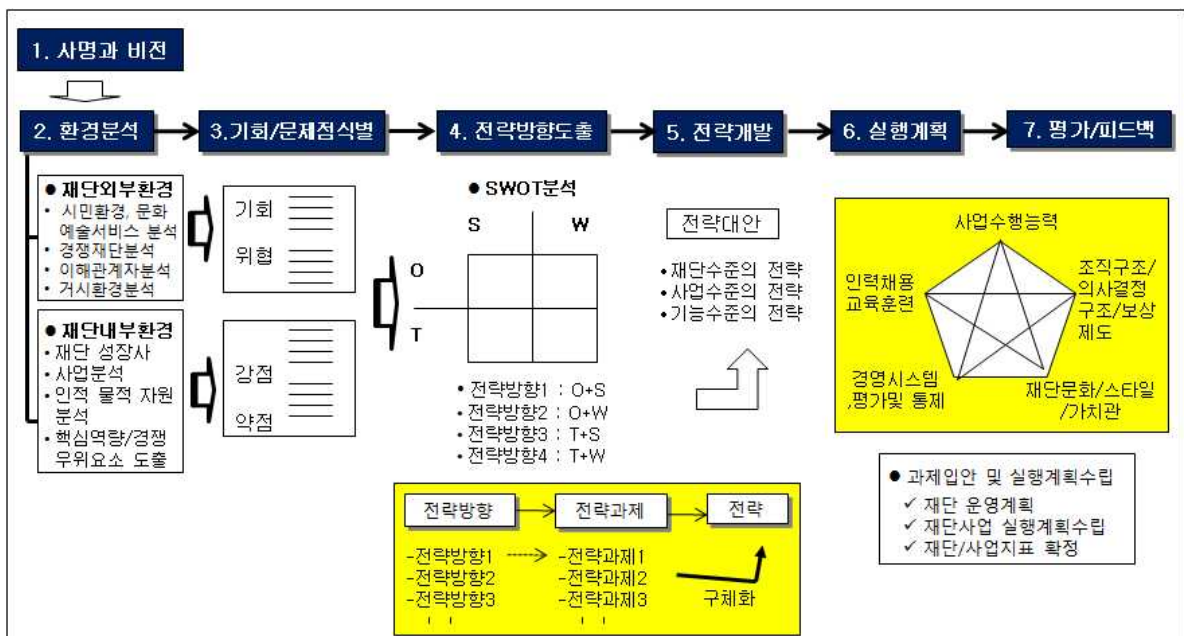 1. 사명과 비전
2. 환경분석
3.기회/문제점식별
4. 전략방향도출
5. 전략개발
6. 실행계획
7. 평가/피드백
● 재단외부환경
• 시민환경, 문화
예술서비스 분석
• 경쟁재단분석
• 이해관계자분석
• 거시환경분석
● 재단내부환경
• 재단 성장사
• 사업분석
• 인적 물적 자원
분석
• 핵심역량/경쟁
우위요소 도출
기회
위협
강점
약점
● SWOT분석
S W
O
T
• 전략방향1 : O+S
• 전략방향2 : O+W
• 전략방향3 : T+S
• 전략방향4 : T+W
전략대안
•재단수준의 전략
•사업수준의 전략
•기능수준의 전략
사업수행능력
인력채용
교육훈련
조직구조/
의사결정
구조/보상
제도
경영시스템
,평가및 통제
재단문화/스타일
/가치관
● 과제입안 및 실행계획수립
✓ 재단 운영계획
✓ 재단사업 실행계획수립
✓ 재단/사업지표 확정
전략방향
전략과제
전략
-전략방향1
-전략방향2
-전략방향3
-전략과제1
-전략과제2
-전략과제3
구체화